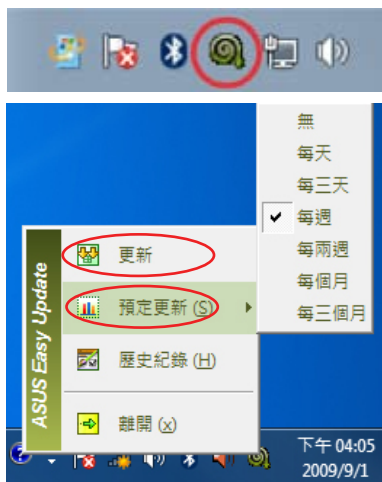 無
每天
每三天
每週
每兩週
每個月
每三個月
ASUS Easy Update
更新
預定更新 (S)
歷史紀錄 (H)
離開 (x)
下午 04:05
2009/9/1